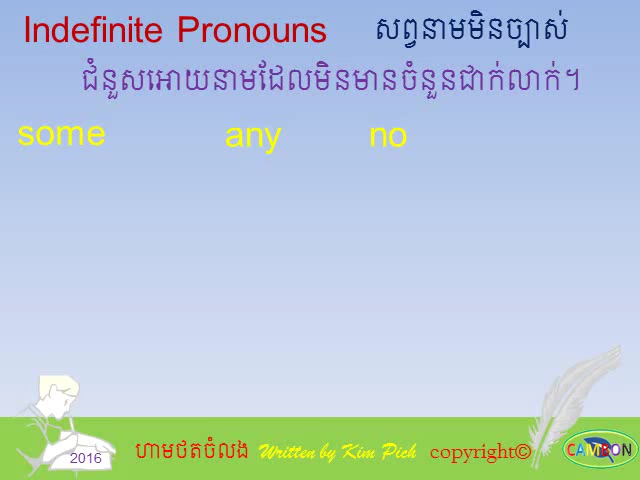 Indefinite Pronouns សព្វនាមមិនច្បាស់
ជំនួសអោយនាមដែលមិនមានចំនួនជាក់លាក់។
some any no
2016 ហាមថតចំលង Written by Kim Pich copyright© CAMBON